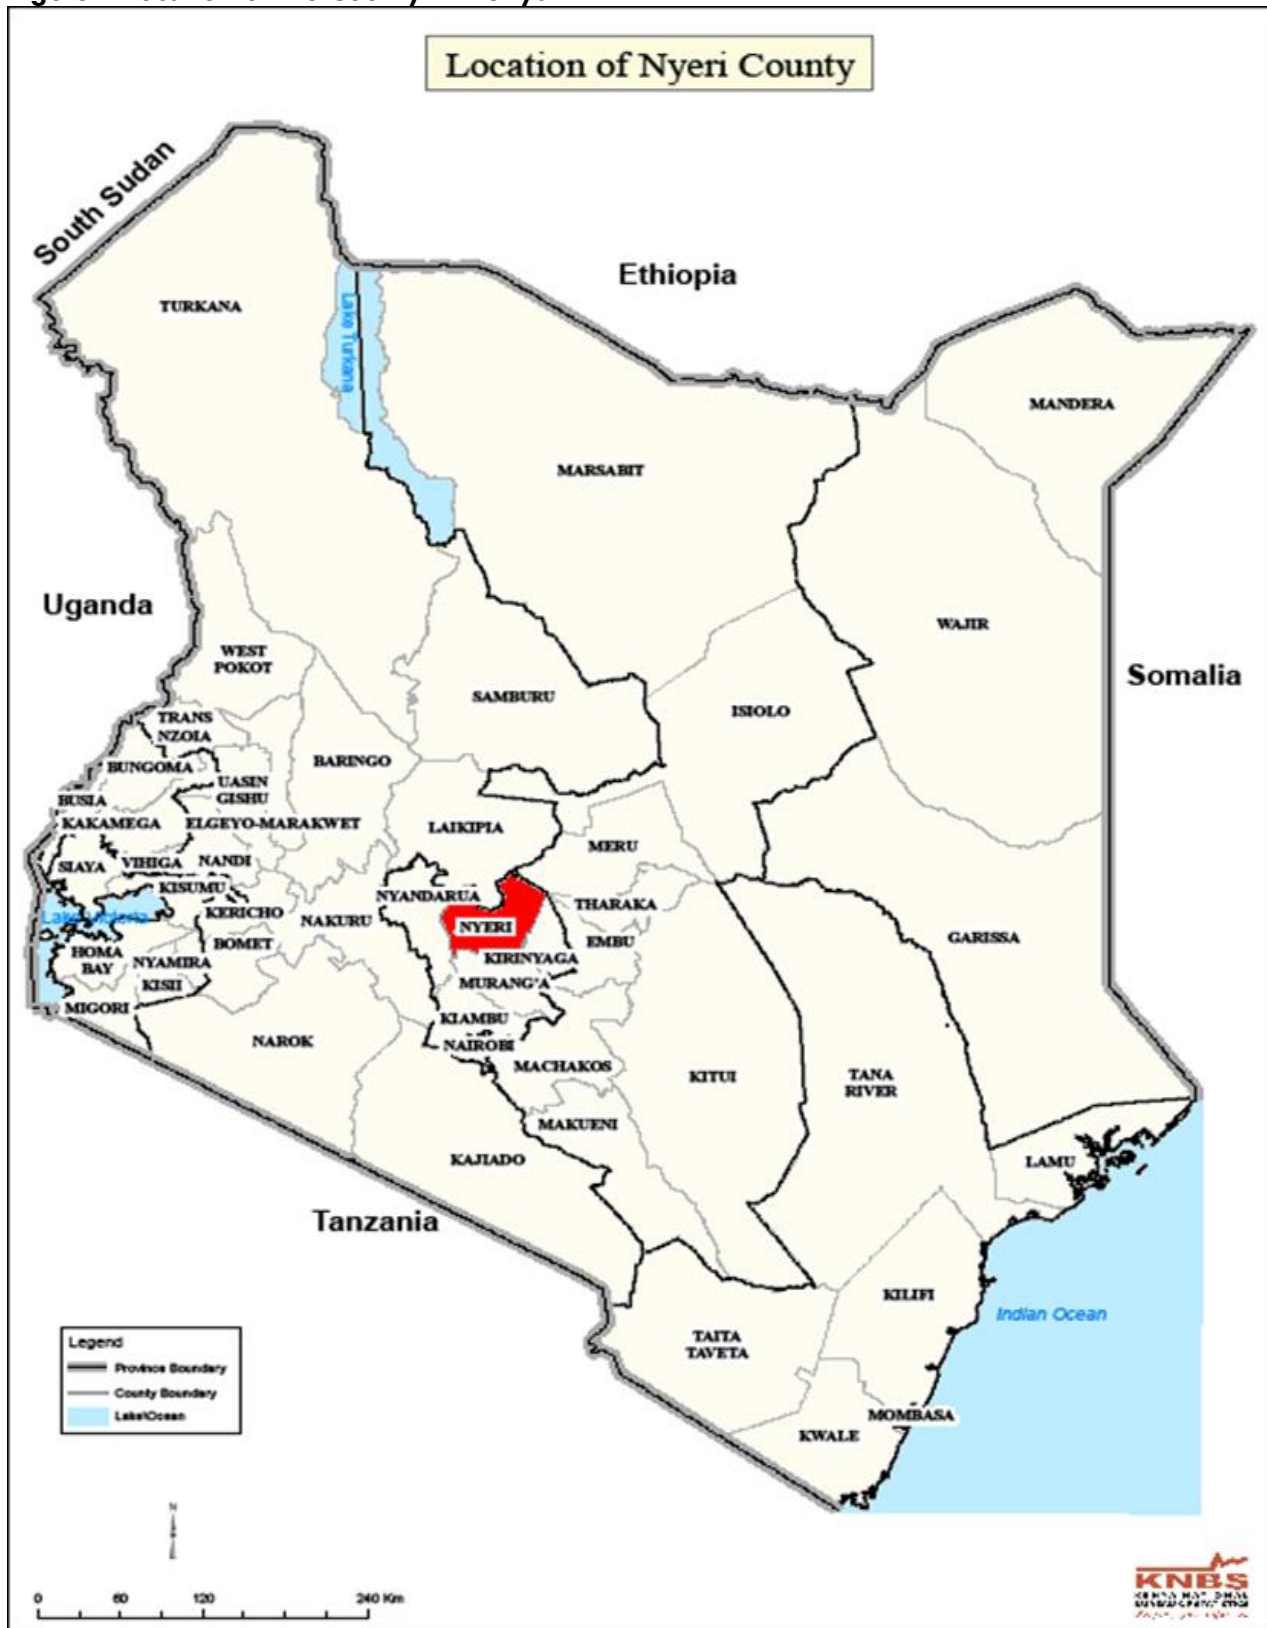 Location of Nyeri County
South Sudan
Ethiopia
TURKANA
Lake Turkana
MANDERA
MARSABIT
Uganda
WAJIR
WEST
POKOT
Somalia
SAMBURU
ISIOLO
TRANS
NZOIA
BARINGO
BUNGOMA
UASIN
GISHU
BUSIA
KAKAMEGA
ELGEYO-MARAKWET
LAIKIPIA
MERU
SIAYA
VIHIGA
NANDI
KISUMU
NYANDARUA
THARAKA
Lake Victoria
KERICHO
NAKURU
NYERI
EMBU
GARISSA
BOMET
HOMA
BAY
NYAMIRA
KIRINYAGA
KISII
MURANG'A
MIGORI
KIAMBU
NAROK
NAIROBI
MACHAKOS
KITUI
TANA
RIVER
MAKUENI
KAJIADO
LAMU
Tanzania
KILIFI
Indian Ocean
TAITA
TAVETA
MOMBASA
KWALE
Legend
Province Boundary
County Boundary
Lake\Ocean
N
0 60 120 240 Km
KNBS